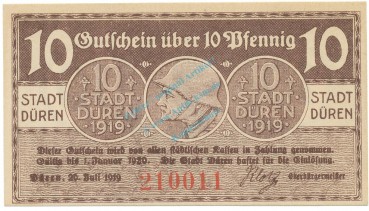 10 Gutschein über 10 Pfennig 10
10
STADT
DÜREN
1919
10
STADT
DÜREN
1919
STADT
DÜREN
STADT
DÜREN
Dieser Gutschein wird von allen städtischen Kassen in Zahlung genommen.
Gültig bis 1. Januar 1920. Die Stadt Düren haftet für die Einlösung.
Düren, 20. Juli 1919
210011
Oberbürgermeister